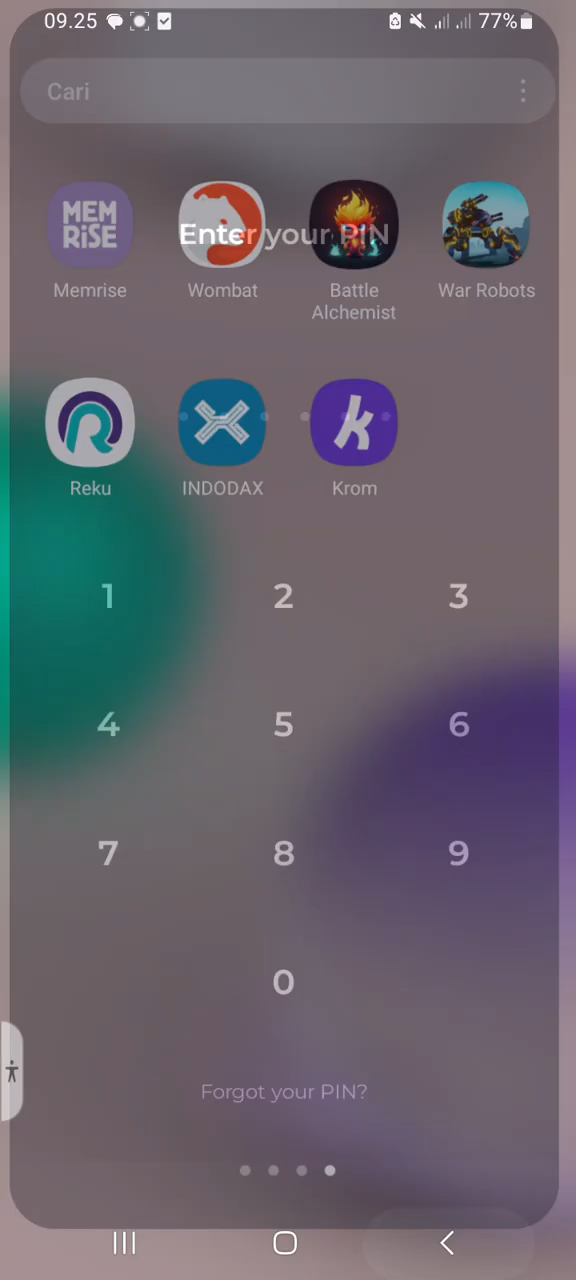 09.25 77%
Cari
MEM
RiSE
Enter your PIN
Memrise Wombat Battle Alchemist War Robots
Reku INDODAX Krom
1 2 3
4 5 6
7 8 9
0
Forgot your PIN?